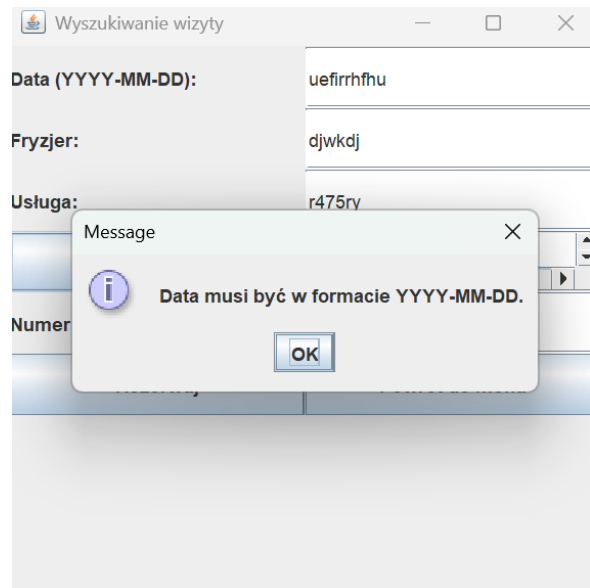 Wyszukiwanie wizyty
Data (YYYY-MM-DD):
uefirrhfhu
Fryzjer:
djwkdj
Usługa:
r475ry
Message
Data musi być w formacie YYYY-MM-DD.
OK
Numer